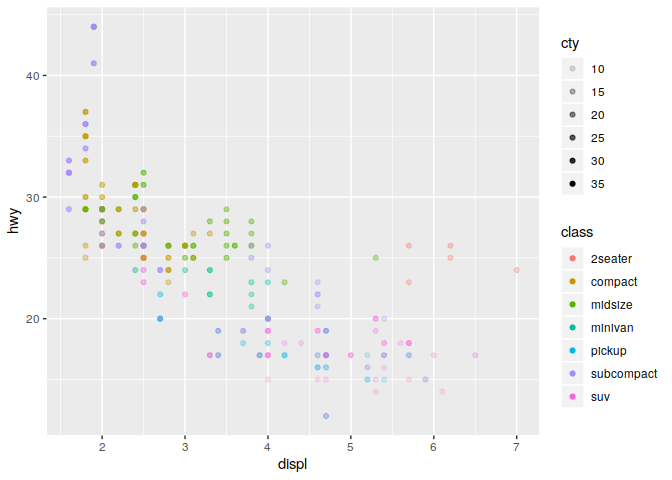 40
30
20
hwy
2
3
4
5
6
7
displ
cty
10
15
20
25
30
35
class
2seater
compact
midsize
minivan
pickup
subcompact
suv